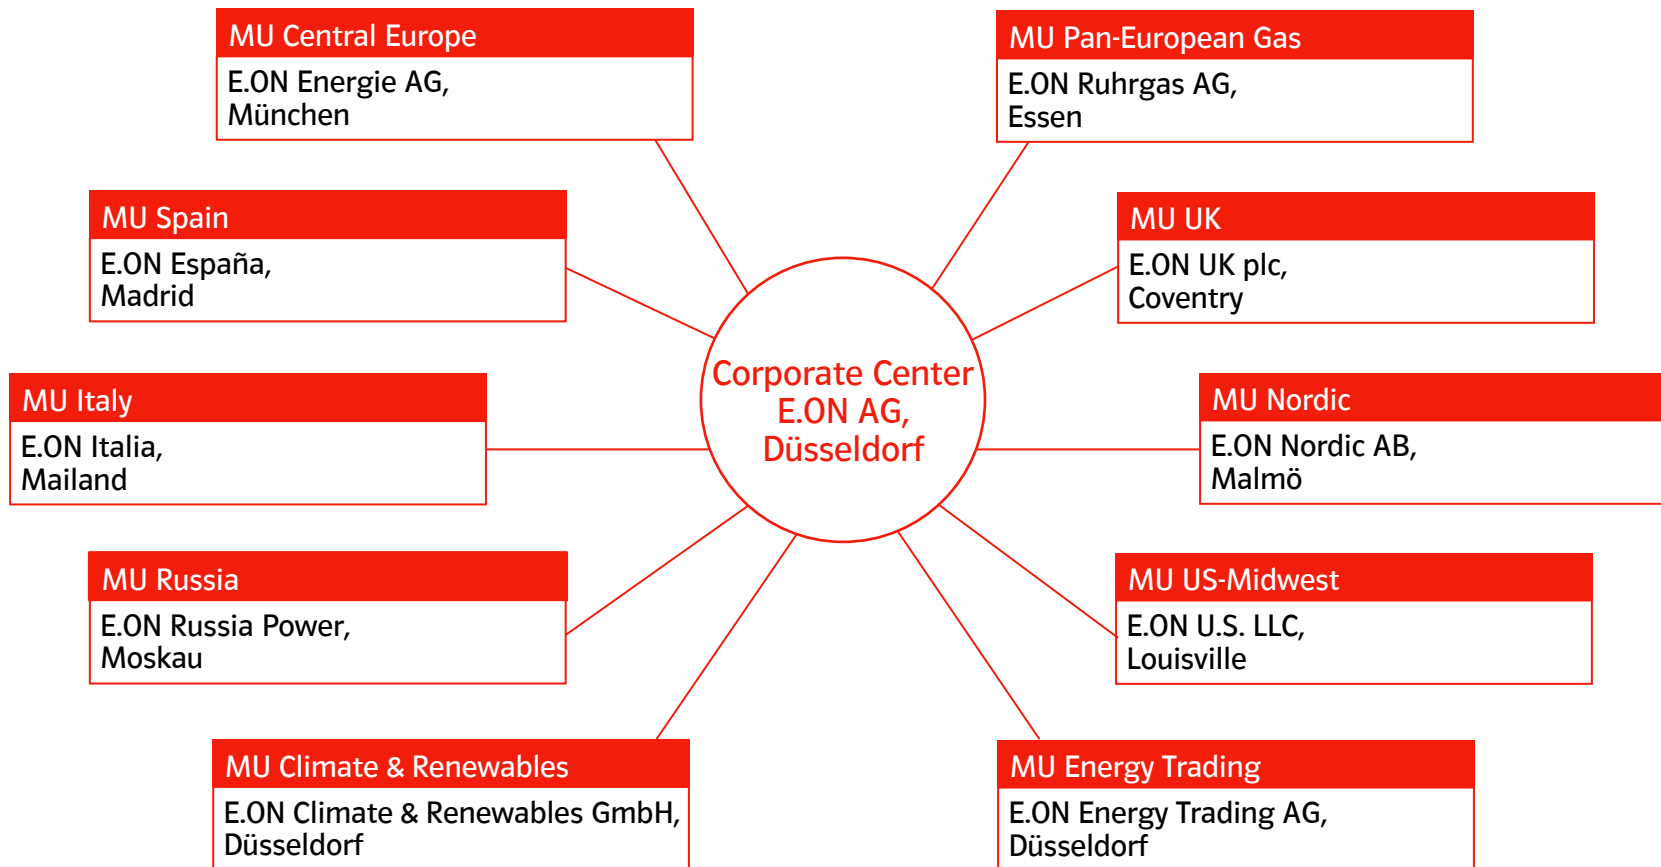 MU Central Europe
E.ON Energie AG,
München
MU Pan-European Gas
E.ON Ruhrgas AG,
Essen
MU Spain
E.ON España,
Madrid
MU UK
E.ON UK plc,
Coventry
Corporate Center
E.ON AG,
Düsseldorf
MU Italy
E.ON Italia,
Mailand
MU Nordic
E.ON Nordic AB,
Malmö
MU Russia
E.ON Russia Power,
Moskau
MU US-Midwest
E.ON U.S. LLC,
Louisville
MU Climate & Renewables
E.ON Climate & Renewables GmbH,
Düsseldorf
MU Energy Trading
E.ON Energy Trading AG,
Düsseldorf